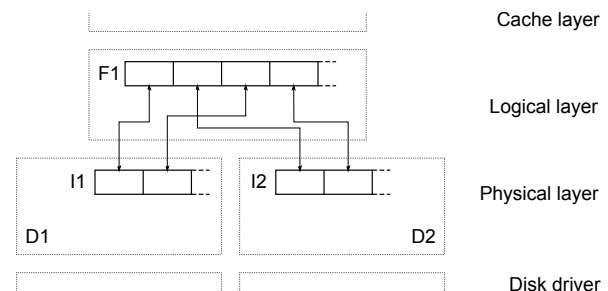 Cache layer
F1
Logical layer
I1
I2
Physical layer
D1
D2
Disk driver